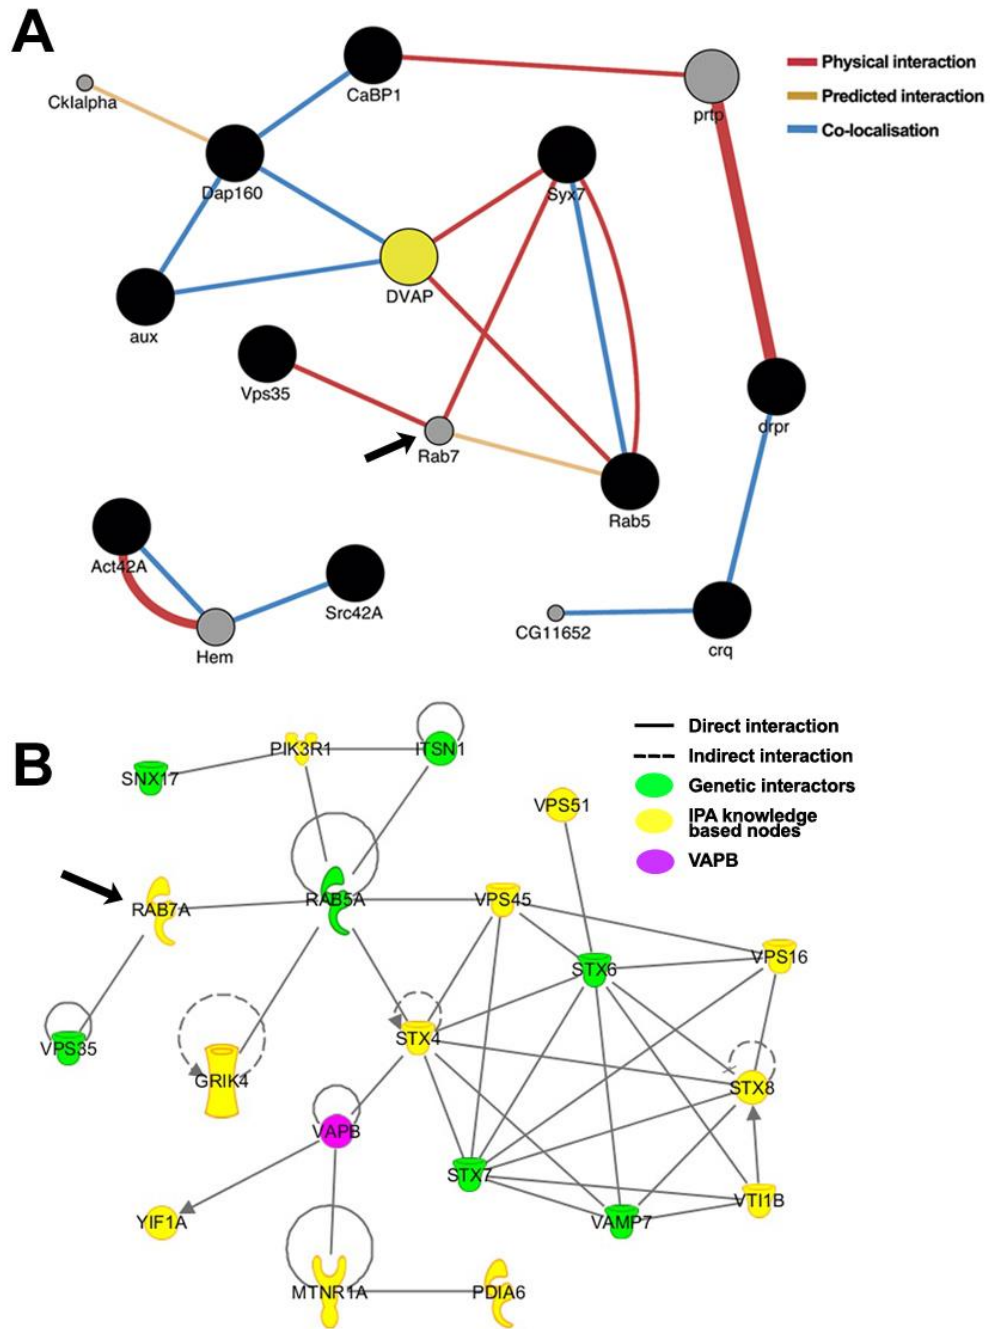 A
CaBP1
prtp
CkIalpha
Physical interaction
Predicted interaction
Co-localisation
Dap160
Syx7
DVAP
aux
Vps35
drpr
Rab7
Rab5
Act42A
Src42A
Hem
CG11652
crq
B
Direct interaction
Indirect interaction
Genetic interactors
IPA knowledge
based nodes
VAPB
PIK3R1
ITSN1
SNX17
VPS51
RAB7A
RAB5A
VPS45
VPS16
STX6
VPS35
STX4
GRIK4
STX8
VAPB
STX7
YIF1A
VAMP7
VTI1B
MTNR1A
PDIA6